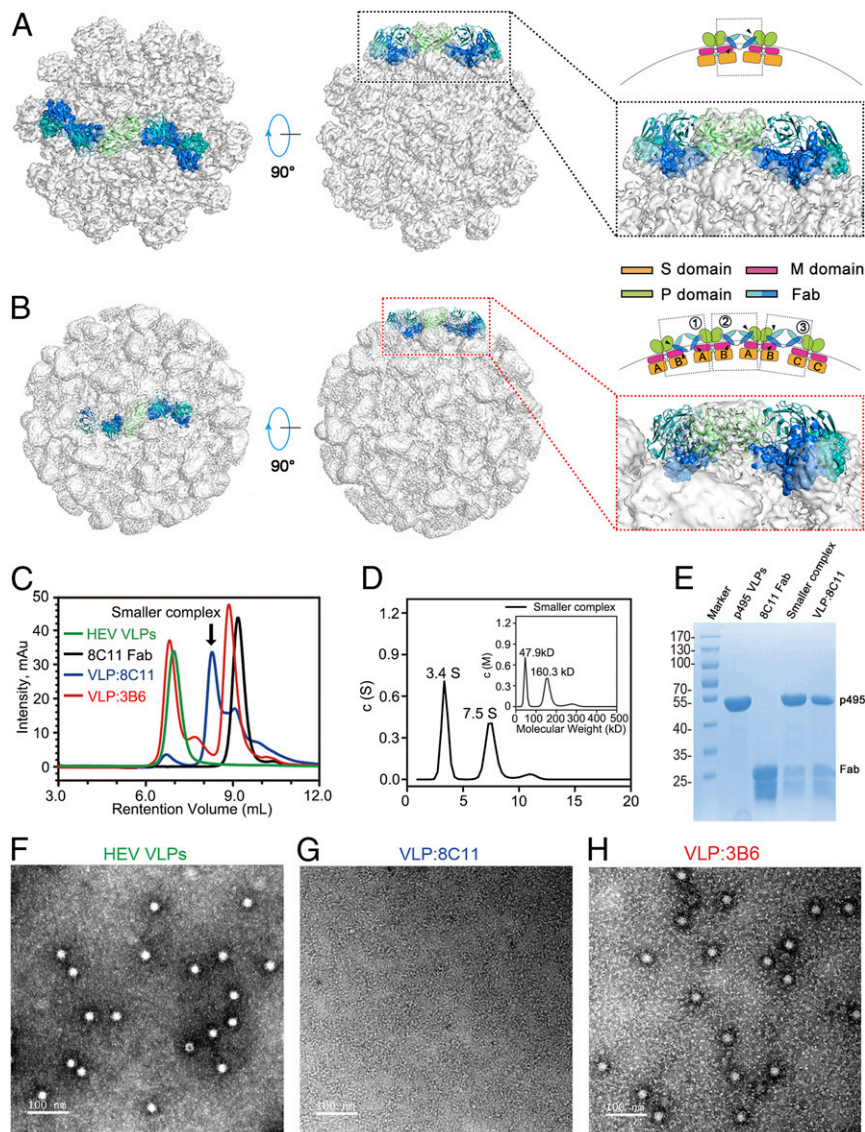 A
90°
S domain
M domain
P domain
Fab
B
90°
① ② ③
A B A B A B C C
C
Smaller complex
HEV VLPs
8C11 Fab
VLP:8C11
VLP:3B6
Intensity, mAu
50
40
30
20
10
0
3.0 6.0 9.0 12.0
Rentention Volume (mL)
D
Smaller complex
c (S)
1.2
0.9
0.6
0.3
0.0
3.4 S
7.5 S
0 5 10 15 20
c (M)
47.9kD
160.3 kD
0 100 200 300 400 500
Molecular Weight (kD)
E
Marker
p495 VLPs
8C11 Fab
Smaller complex
VLP:8C11
170-
130-
100-
70-
55-
40-
35-
25-
p495
Fab
F
HEV VLPs
100 nm
G
VLP:8C11
100 nm
H
VLP:3B6
100 nm